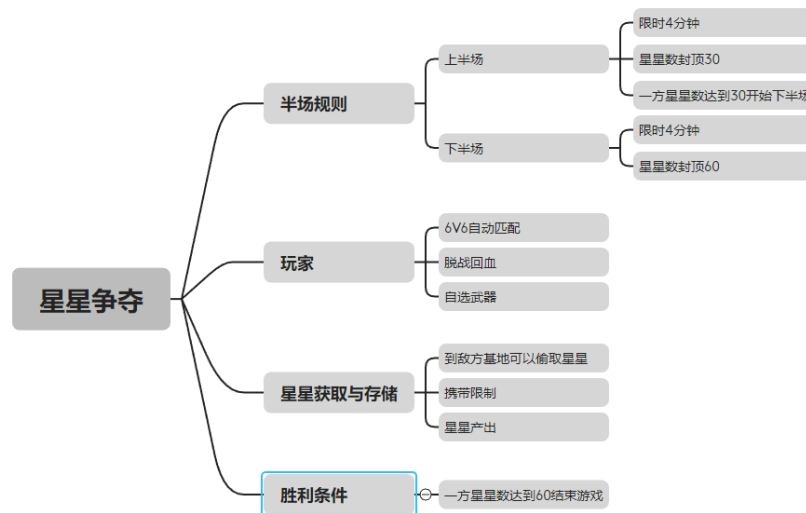 星星争夺
半场规则
上半场
限时4分钟
星星数封顶30
一方星星数达到30开始下半场
下半场
限时4分钟
星星数封顶60
玩家
6V6自动匹配
脱战回血
自选武器
星星获取与存储
到敌方基地可以偷取星星
携带限制
星星产出
胜利条件
一方星星数达到60结束游戏